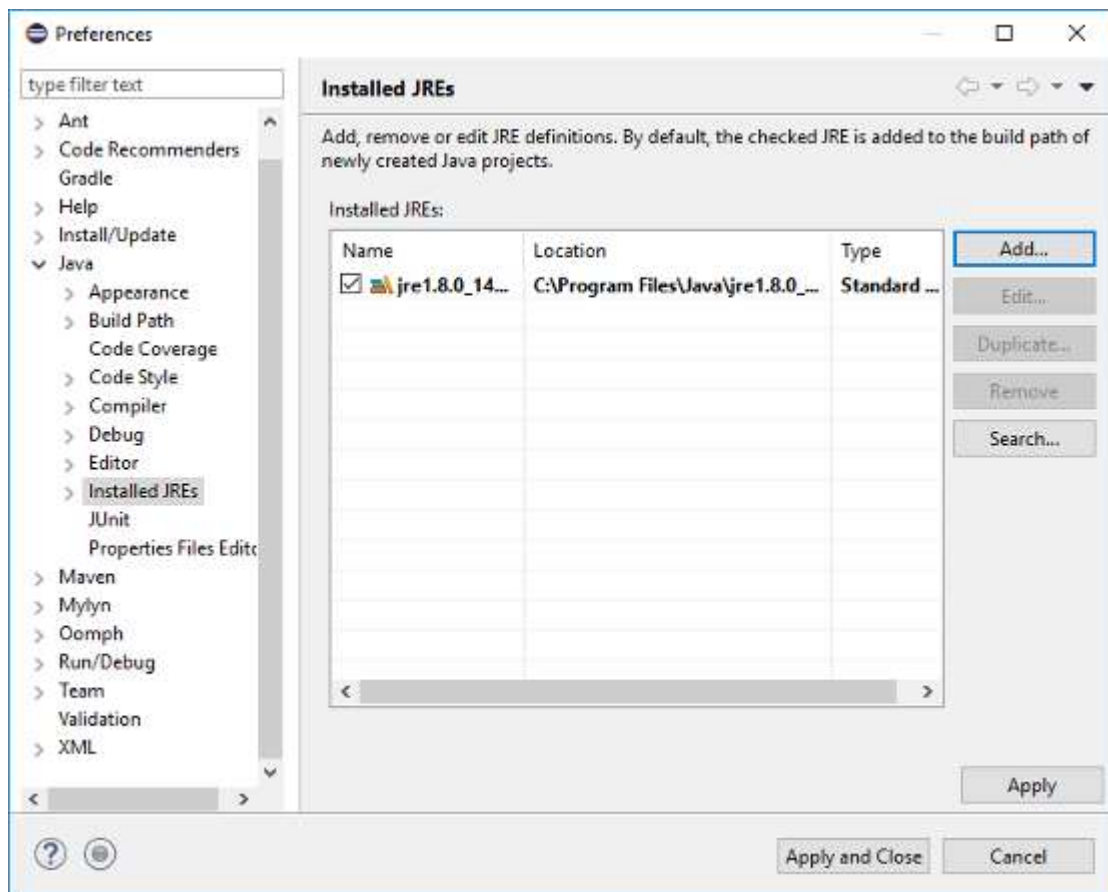 Preferences
type filter text
Ant
Code Recommenders
Gradle
Help
Install/Update
Java
Appearance
Build Path
Code Coverage
Code Style
Compiler
Debug
Editor
Installed JREs
JUnit
Properties Files Edito
Maven
Mylyn
Oomph
Run/Debug
Team
Validation
XML
Installed JREs
Add, remove or edit JRE definitions. By default, the checked JRE is added to the build path of
newly created Java projects.
Installed JREs:
Name Location Type
jre1.8.0_14... C:\Program Files\Java\jre1.8.0_... Standard ...
Add...
Edit...
Duplicate...
Remove
Search...
Apply
? Apply and Close Cancel